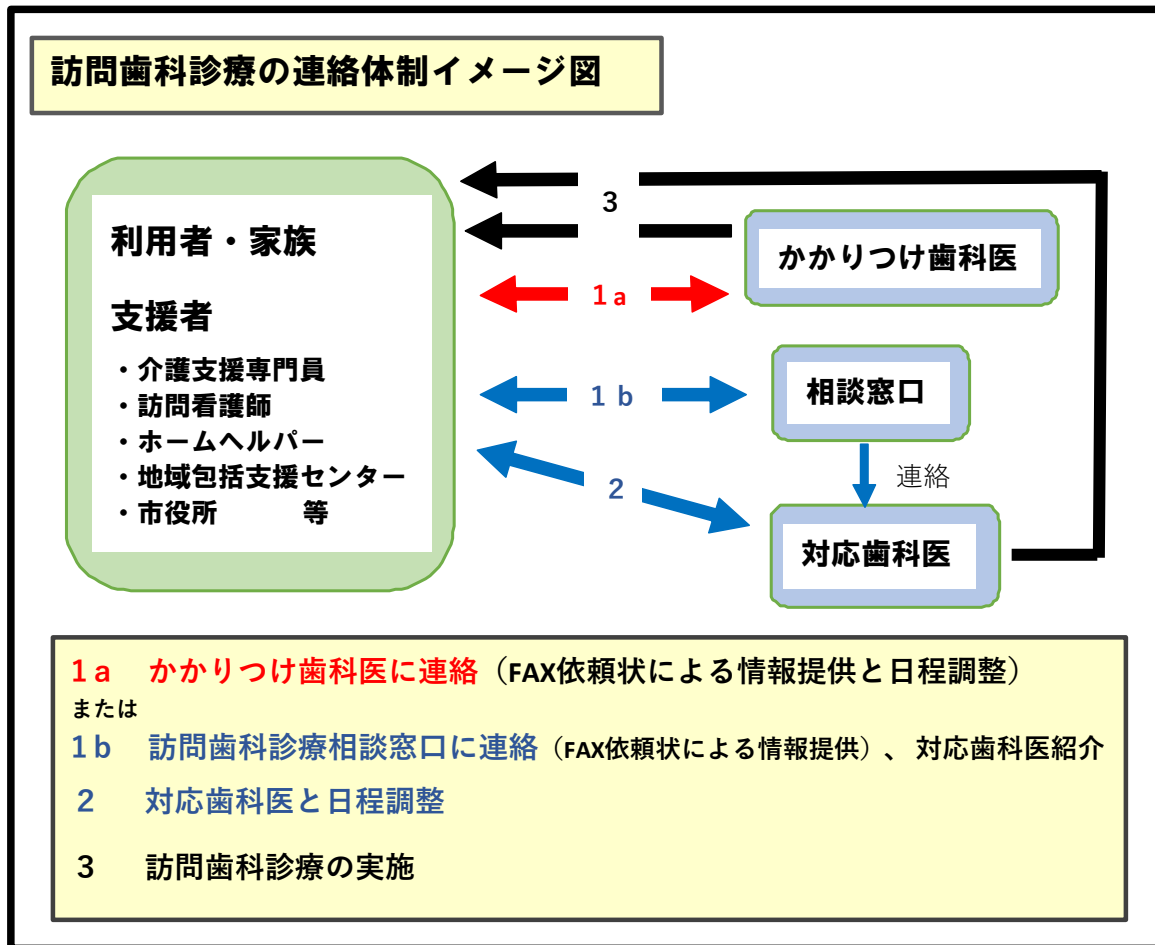 訪問歯科診療の連絡体制イメージ図
利用者・家族
支援者
・介護支援専門員
・訪問看護師
・ホームヘルパー
・地域包括支援センター
・市役所　　　等
3
かかりつけ歯科医
1a
1b
相談窓口
連絡
2
対応歯科医
1a　かかりつけ歯科医に連絡（FAX依頼状による情報提供と日程調整）
または
1b　訪問歯科診療相談窓口に連絡（FAX依頼状による情報提供）、対応歯科医紹介
2　対応歯科医と日程調整
3　訪問歯科診療の実施